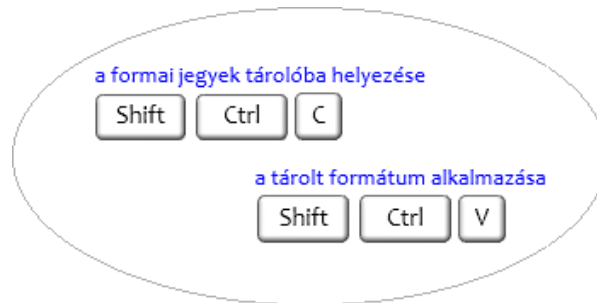 a formai jegyek tárolóba helyezése
Shift Ctrl C
a tárolt formátum alkalmazása
Shift Ctrl V